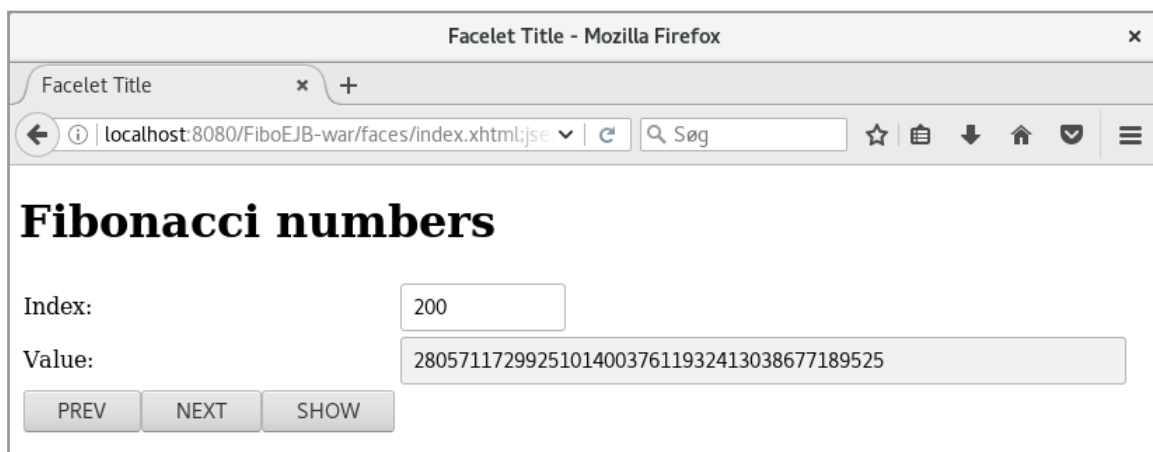 Facelet Title - Mozilla Firefox
Facelet Title
localhost:8080/FiboEJB-war/faces/index.xhtml;jse
Søg
Fibonacci numbers
Index: 200
Value: 280571172992510140037611932413038677189525
PREV NEXT SHOW